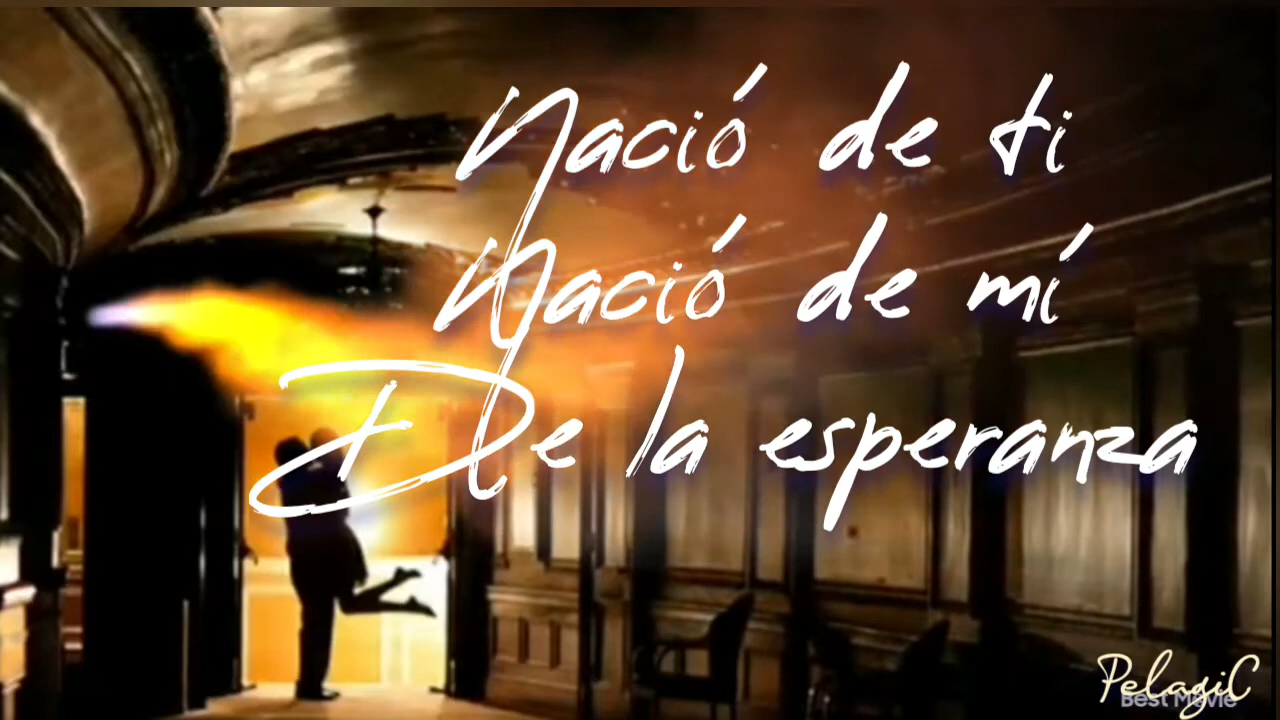 Nació de ti
Nació de mí
De la esperanza
PelagiC
Best Movie